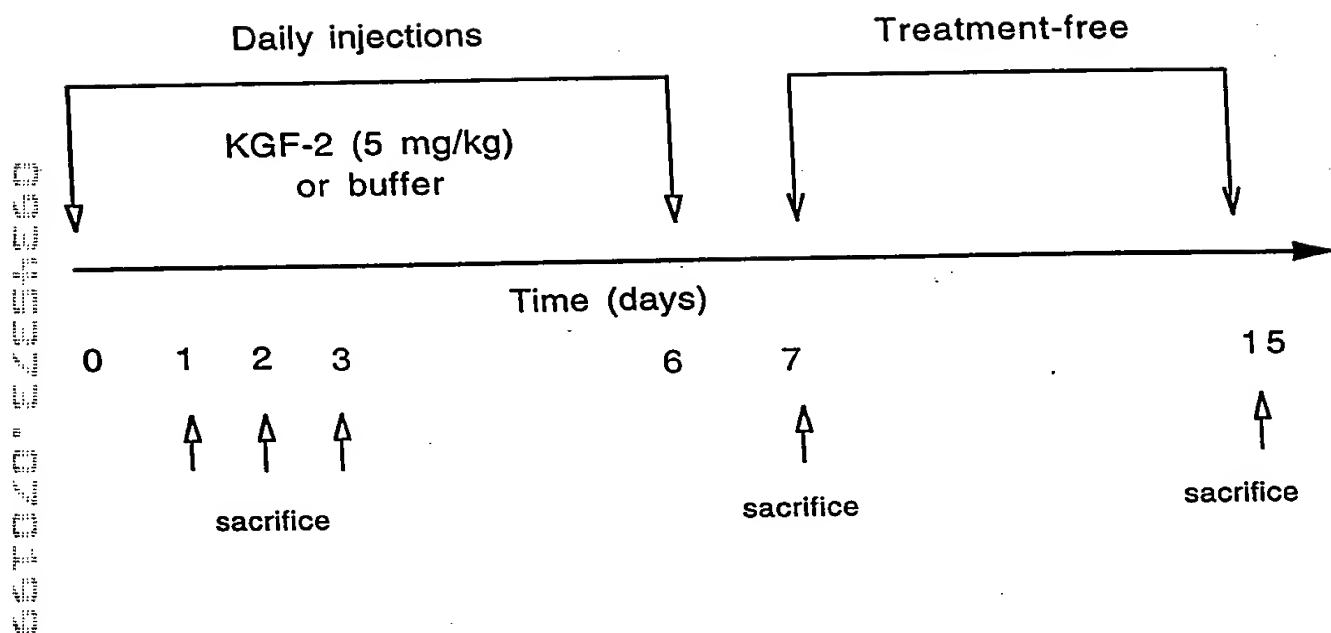 Daily injections
Treatment-free
KGF-2 (5 mg/kg)
or buffer
Time (days)
0 1 2 3 6 7 15
sacrifice sacrifice sacrifice